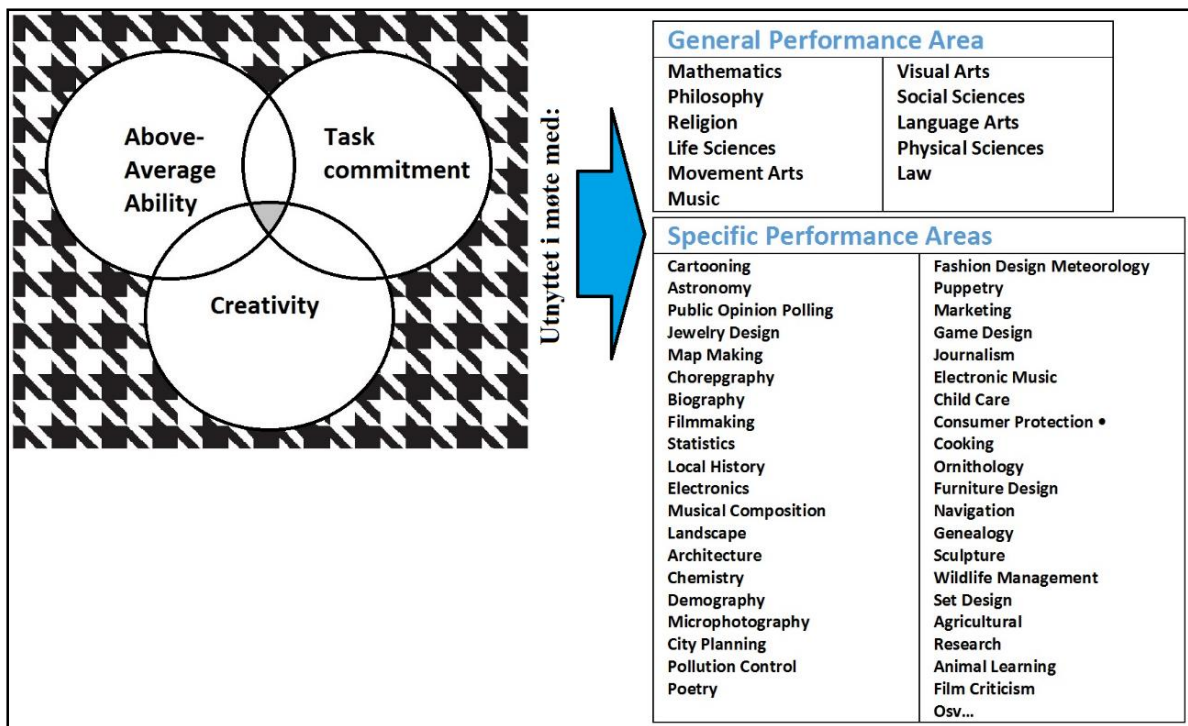 Above-
Average
Ability
Task
commitment
Creativity
Utnyttet i møte med:
General Performance Area
Mathematics
Philosophy
Religion
Life Sciences
Movement Arts
Music
Visual Arts
Social Sciences
Language Arts
Physical Sciences
Law
Specific Performance Areas
Cartooning
Astronomy
Public Opinion Polling
Jewelry Design
Map Making
Chorepgraphy
Biography
Filmmaking
Statistics
Local History
Electronics
Musical Composition
Landscape
Architecture
Chemistry
Demography
Microphotography
City Planning
Pollution Control
Poetry
Fashion Design Meteorology
Puppetry
Marketing
Game Design
Journalism
Electronic Music
Child Care
Consumer Protection •
Cooking
Ornithology
Furniture Design
Navigation
Genealogy
Sculpture
Wildlife Management
Set Design
Agricultural
Research
Animal Learning
Film Criticism
Osv...